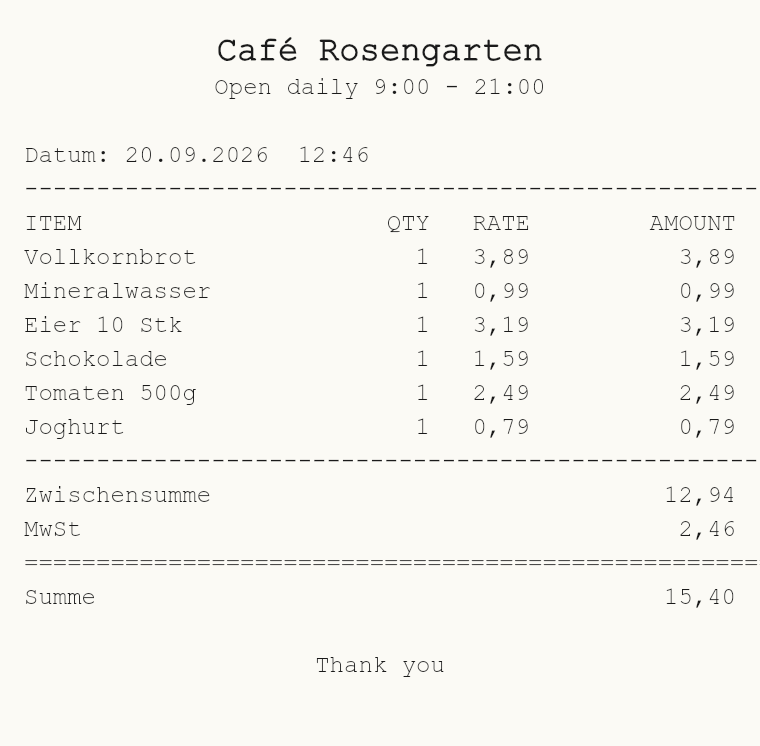 Café Rosengarten
Open daily 9:00 - 21:00
Datum: 20.09.2026  12:46
---------------------------------------------------
ITEM QTY RATE AMOUNT
Vollkornbrot 1 3,89 3,89
Mineralwasser 1 0,99 0,99
Eier 10 Stk 1 3,19 3,19
Schokolade 1 1,59 1,59
Tomaten 500g 1 2,49 2,49
Joghurt 1 0,79 0,79
---------------------------------------------------
Zwischensumme 12,94
MwSt 2,46
===================================================
Summe 15,40
Thank you